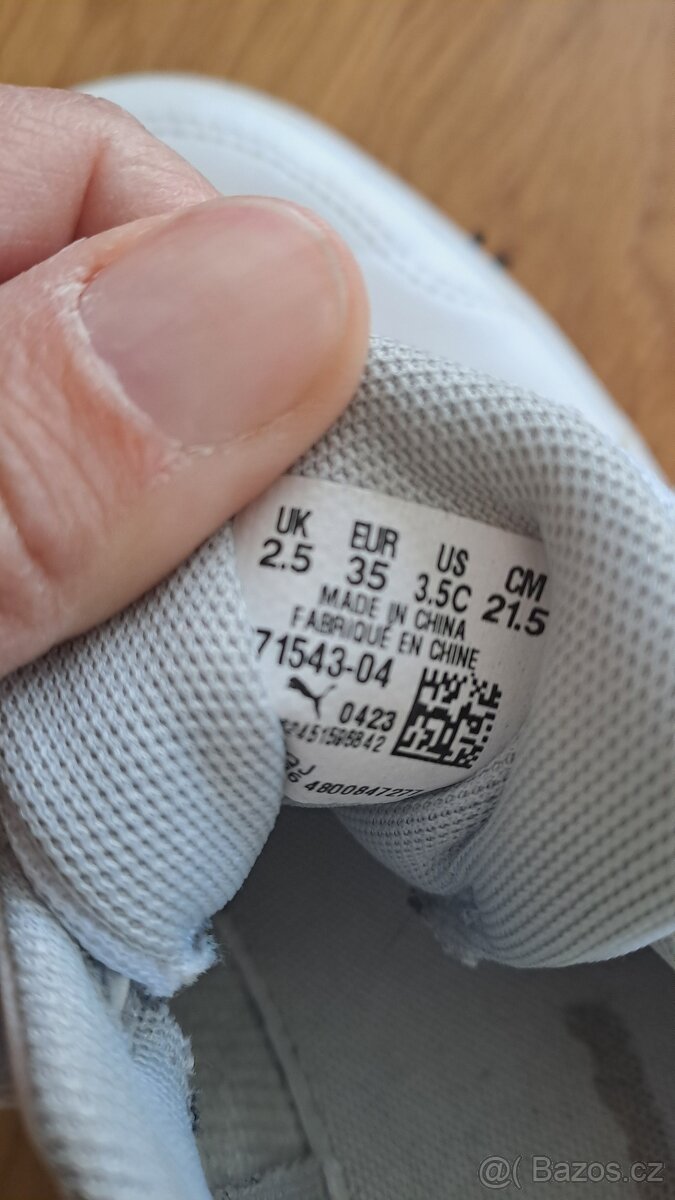 UK EUR US CM
2.5 35 3.5C 21.5
MADE IN CHINA
FABRIQUÉ EN CHINE
71543-04
0423
4800847277
@( Bazos.cz